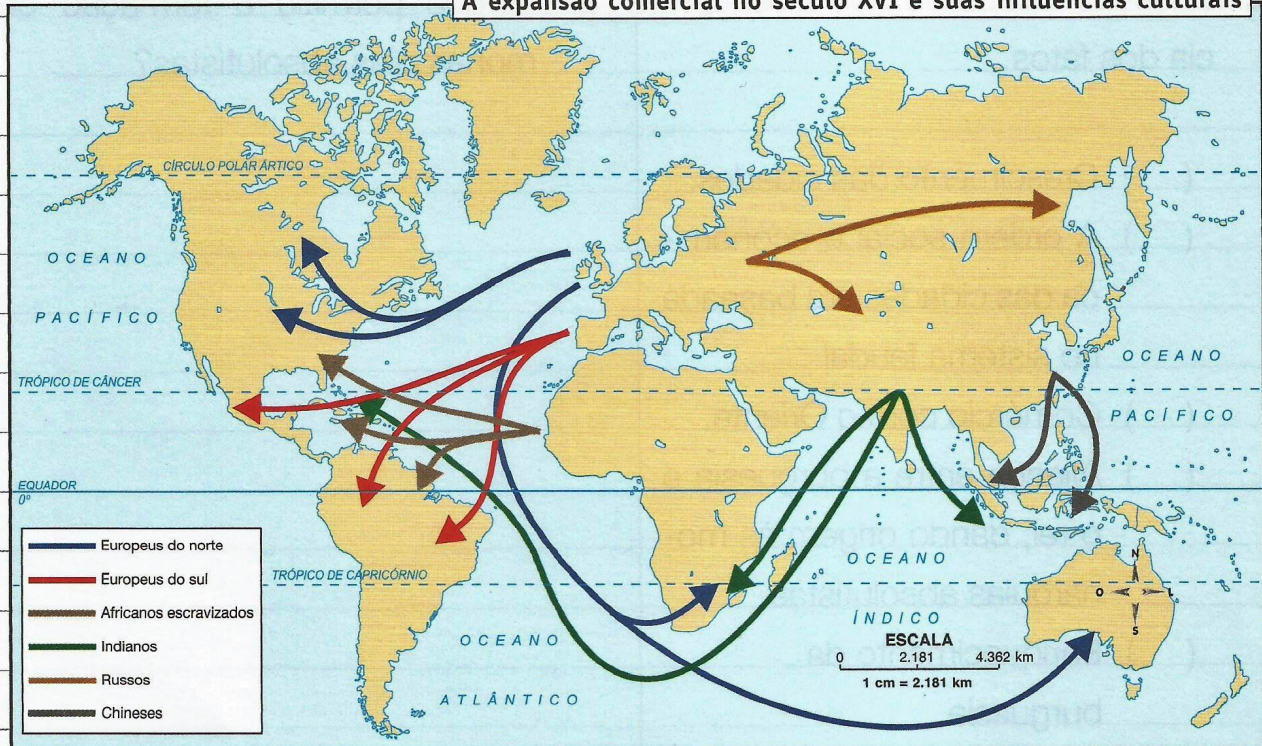 A expansão comercial no século XVI e suas influências culturais
CÍRCULO POLAR ÁRTICO
OCEANO
PACÍFICO
OCEANO
PACÍFICO
TRÓPICO DE CÂNCER
EQUADOR
0º
TRÓPICO DE CAPRICÓRNIO
OCEANO
ATLÂNTICO
OCEANO
ÍNDICO
N
O
L
S
ESCALA
0 2.181 4.362 km
1 cm = 2.181 km
Europeus do norte
Europeus do sul
Africanos escravizados
Indianos
Russos
Chineses